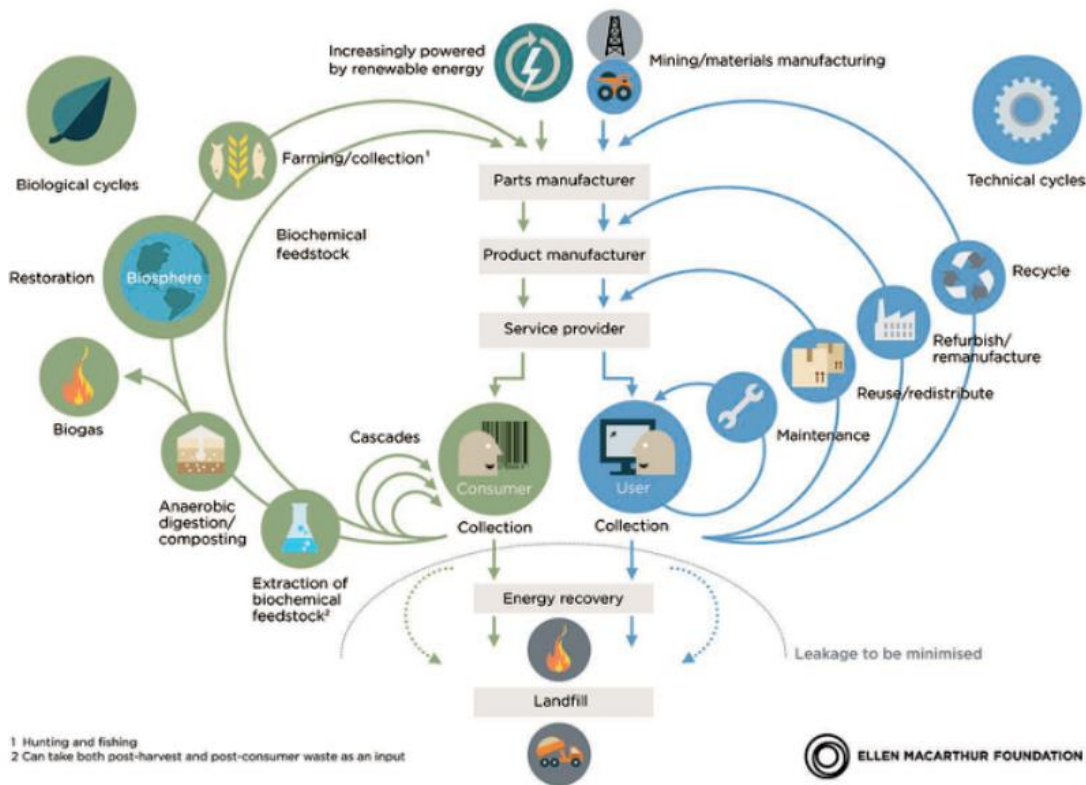 Increasingly powered
by renewable energy
Mining/materials manufacturing
Biological cycles
Technical cycles
Farming/collection¹
Parts manufacturer
Biochemical
feedstock
Product manufacturer
Restoration
Biosphere
Recycle
Service provider
Refurbish/
remanufacture
Reuse/redistribute
Biogas
Cascades
Maintenance
Consumer
User
Anaerobic
digestion/
composting
Collection
Collection
Extraction of
biochemical
feedstock²
Energy recovery
Leakage to be minimised
Landfill
1 Hunting and fishing
2 Can take both post-harvest and post-consumer waste as an input
ELLEN MACARTHUR FOUNDATION